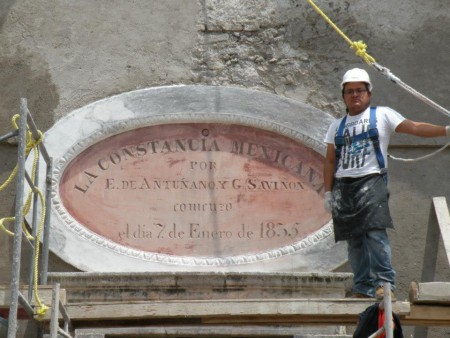 LA CONSTANCIA MEXICANA
POR
E. DE ANTUÑANO Y G. SAVIÑON
comenzo
el dia 7 de Enero de 1835